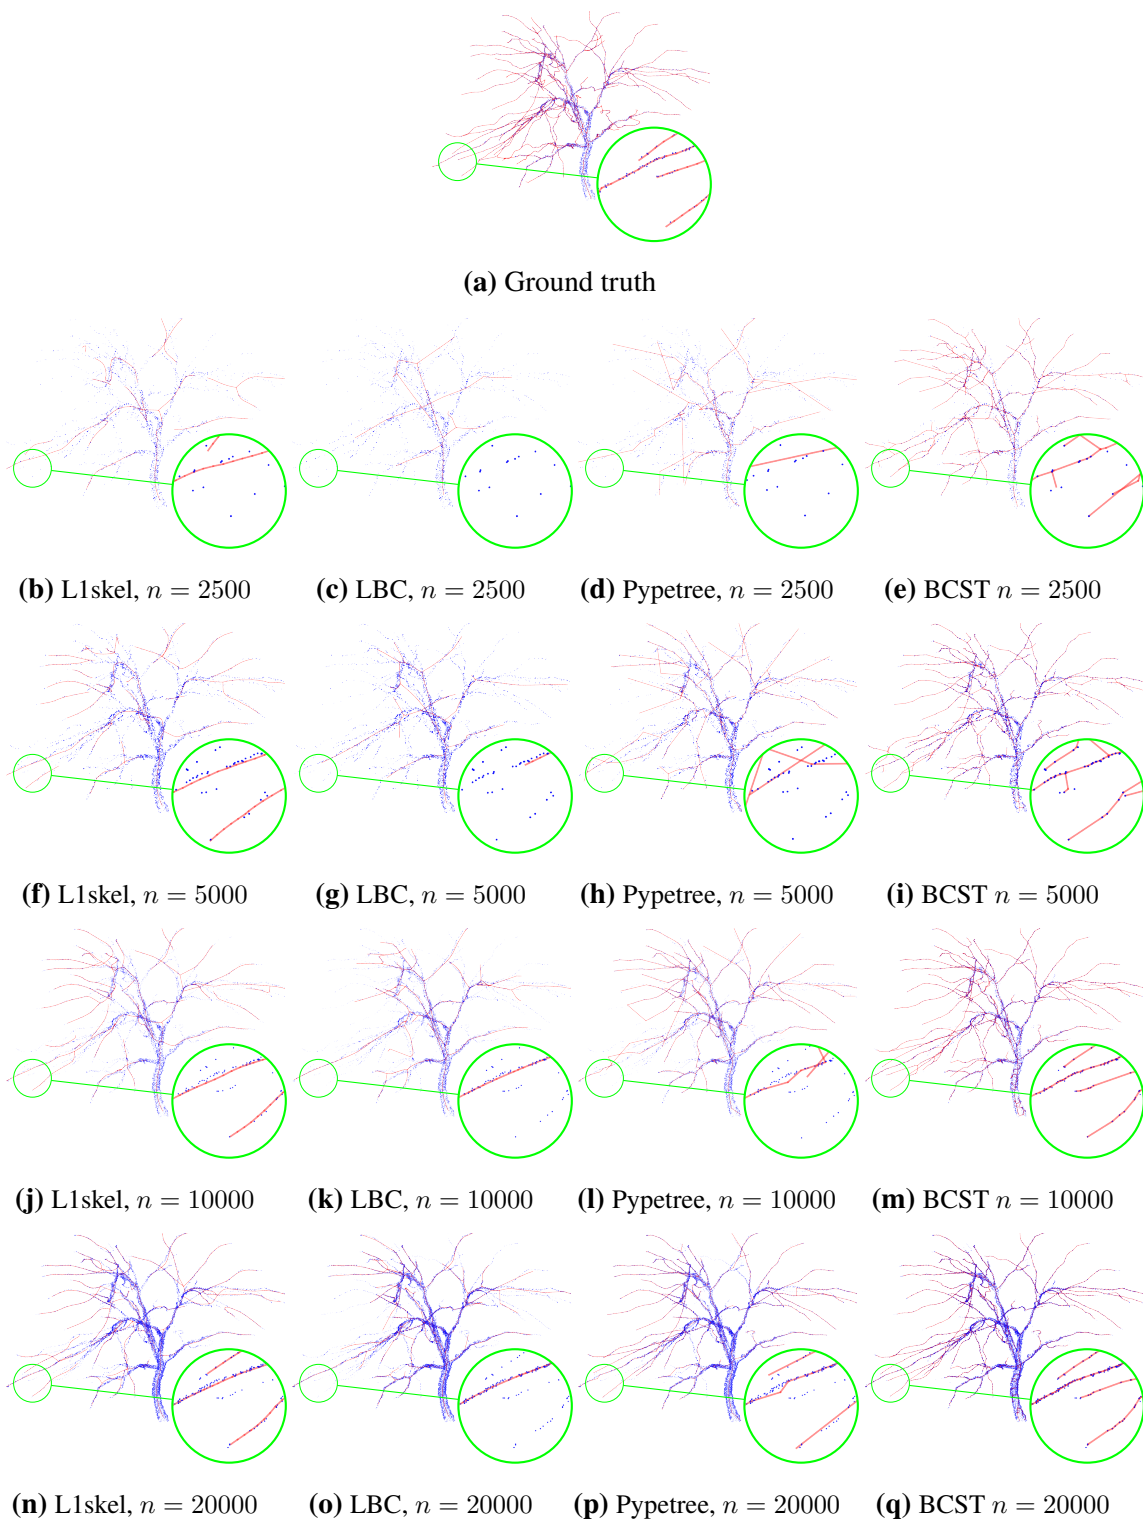 (a) Ground truth
(b) L1skel, n = 2500
(c) LBC, n = 2500
(d) Pypetree, n = 2500
(e) BCST n = 2500
(f) L1skel, n = 5000
(g) LBC, n = 5000
(h) Pypetree, n = 5000
(i) BCST n = 5000
(j) L1skel, n = 10000
(k) LBC, n = 10000
(l) Pypetree, n = 10000
(m) BCST n = 10000
(n) L1skel, n = 20000
(o) LBC, n = 20000
(p) Pypetree, n = 20000
(q) BCST n = 20000